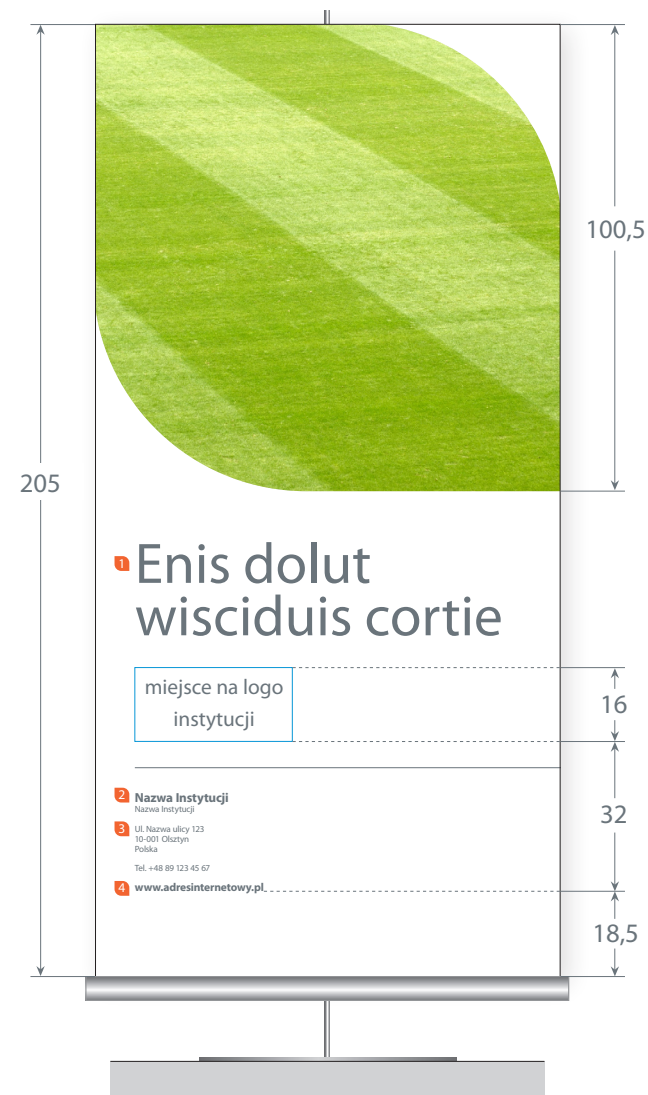 205
100,5
1
Enis dolut
wisciduis cortie
miejsce na logo
instytucji
16
2
Nazwa Instytucji
Nazwa Instytucji
32
3
Ul. Nazwa ulicy 123
10-001 Olsztyn
Polska
Tel. +48 89 123 45 67
4
www.adresinternetowy.pl
18,5